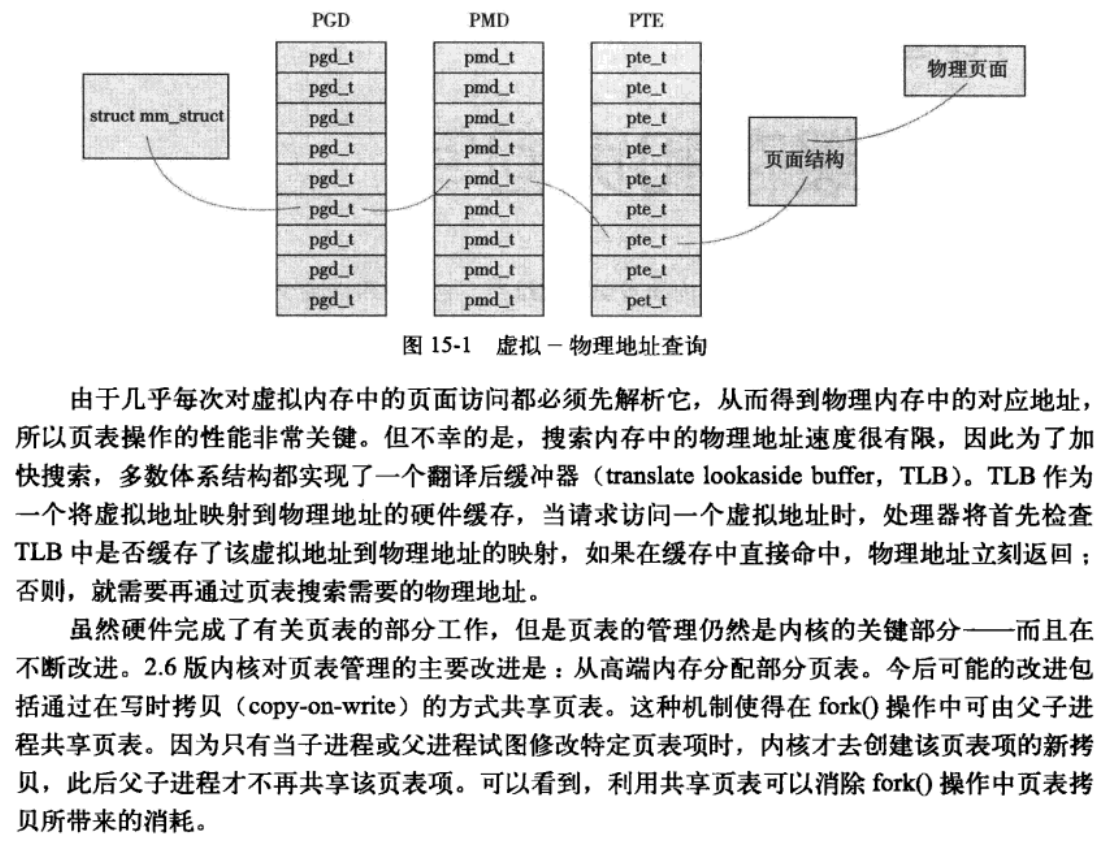 PGD PMD PTE
pgd_t pmd_t pte_t
物理页面
pgd_t pmd_t pte_t
struct mm_struct pgd_t pmd_t pte_t
pgd_t pmd_t pte_t
页面结构
pgd_t pmd_t pte_t
pgd_t pmd_t pte_t
pgd_t pmd_t pte_t
pgd_t pmd_t pte_t
pgd_t pmd_t pet_t
图 15-1 虚拟－物理地址查询
由于几乎每次对虚拟内存中的页面访问都必须先解析它，从而得到物理内存中的对应地址，
所以页表操作的性能非常关键。但不幸的是，搜索内存中的物理地址速度很有限，因此为了加
快搜索，多数体系结构都实现了一个翻译后缓冲器（translate lookaside buffer，TLB）。TLB 作为
一个将虚拟地址映射到物理地址的硬件缓存，当请求访问一个虚拟地址时，处理器将首先检查
TLB 中是否缓存了该虚拟地址到物理地址的映射，如果在缓存中直接命中，物理地址立刻返回；
否则，就需要再通过页表搜索需要的物理地址。
虽然硬件完成了有关页表的部分工作，但是页表的管理仍然是内核的关键部分——而且在
不断改进。2.6 版内核对页表管理的主要改进是：从高端内存分配部分页表。今后可能的改进包
括通过在写时拷贝（copy-on-write）的方式共享页表。这种机制使得在 fork() 操作中可由父子进
程共享页表。因为只有当子进程或父进程试图修改特定页表项时，内核才去创建该页表项的新拷
贝，此后父子进程才不再共享该页表项。可以看到，利用共享页表可以消除 fork() 操作中页表拷
贝所带来的消耗。